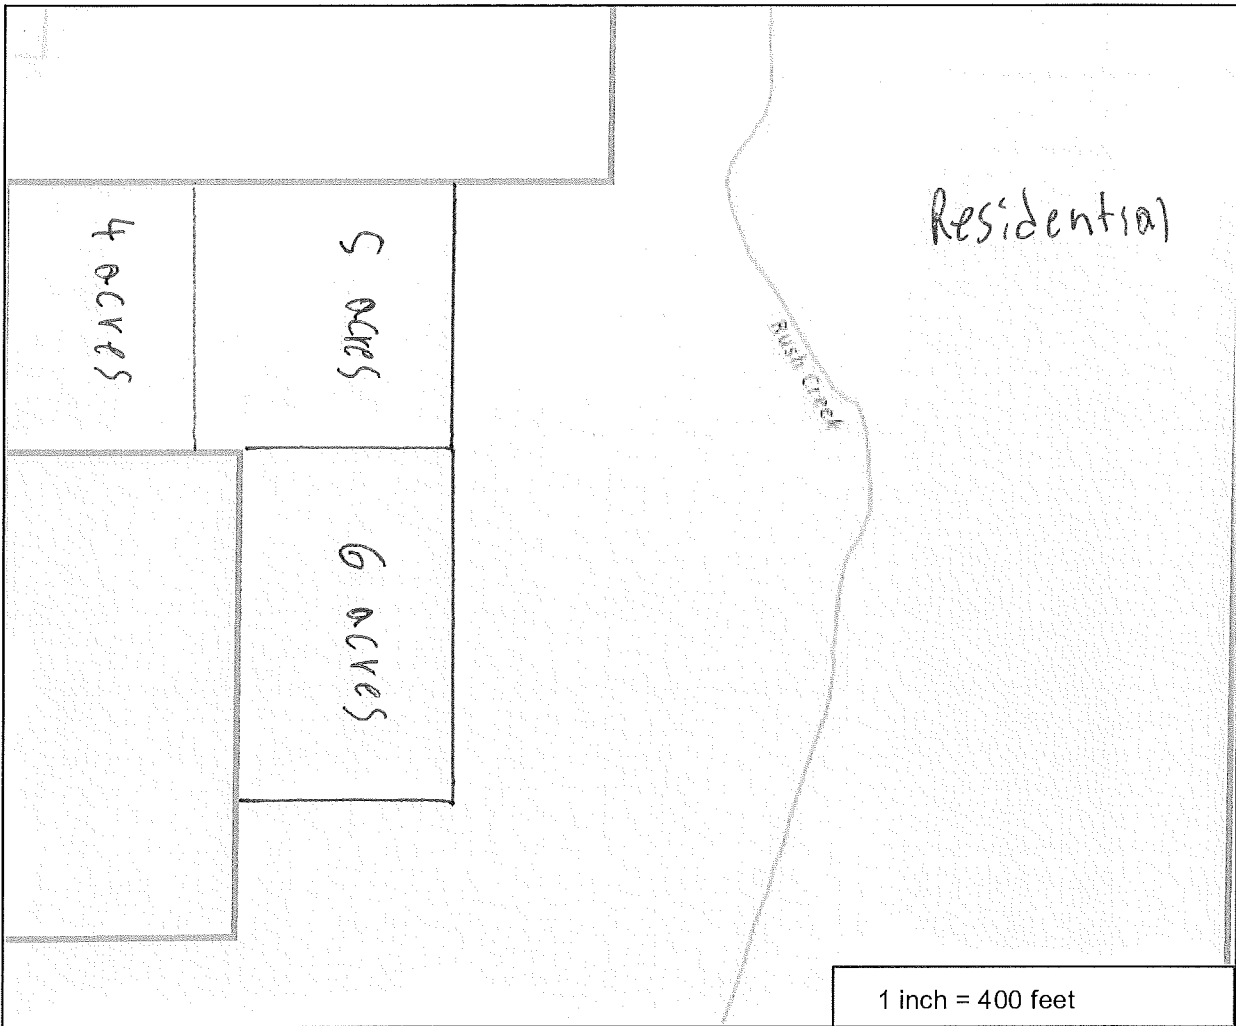 Residential
4 acres
5 acres
Rush Creek
6 acres
1 inch = 400 feet